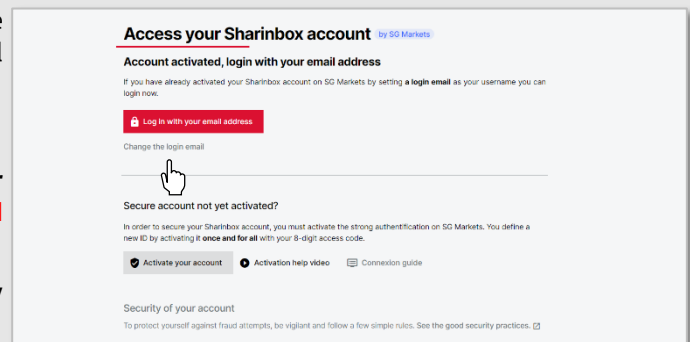 Access your Sharinbox account by SG Markets
Account activated, login with your email address
If you have already activated your Sharinbox account on SG Markets by setting a login email as your username you can
login now.
Log in with your email address
Change the login email
Secure account not yet activated?
In order to secure your Sharinbox account, you must activate the strong authentification on SG Markets. You define a
new ID by activating it once and for all with your 8-digit access code.
Activate your account Activation help video Connexion guide
Security of your account
To protect yourself against fraud attempts, be vigilant and follow a few simple rules. See the good security practices.